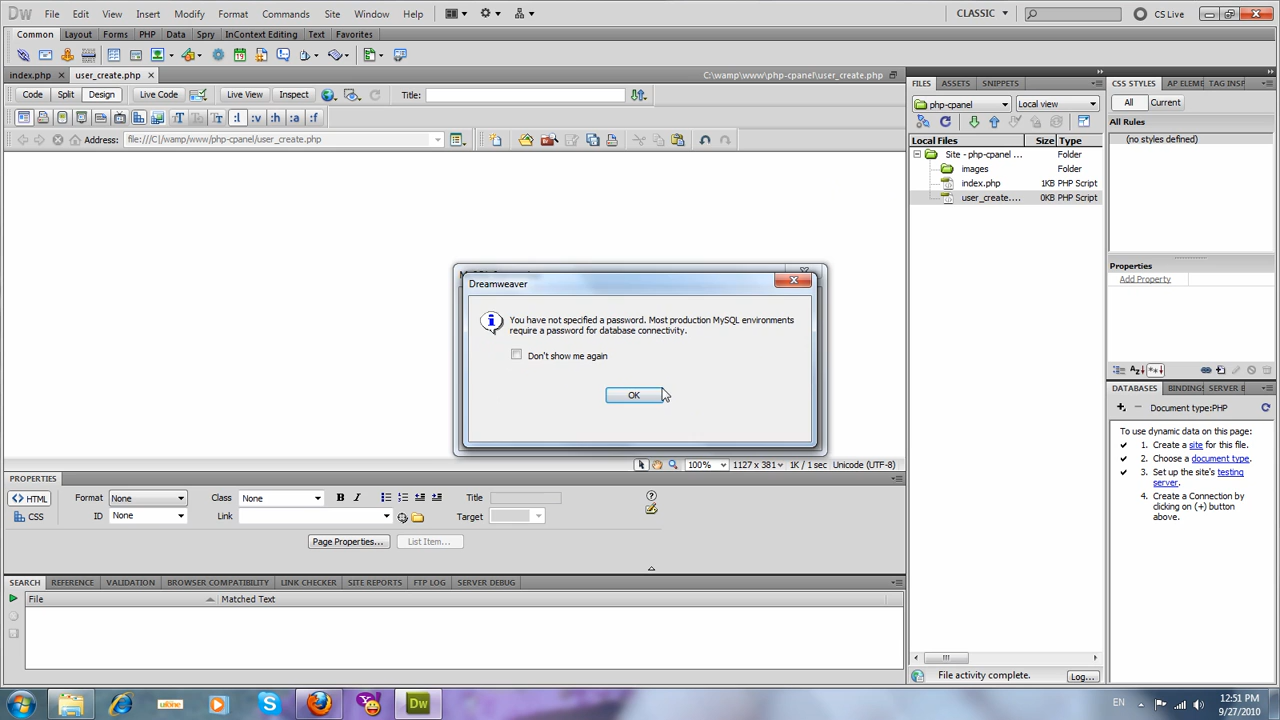 Dw File Edit View Insert Modify Format Commands Site Window Help CLASSIC CS Live
Common Layout Forms PHP Data Spry InContext Editing Text Favorites
index.php user_create.php C:\wamp\www\php-cpanel\user_create.php
Code Split Design Live Code Live View Inspect Title:
Address: file:///C|/wamp/www/php-cpanel/user_create.php
Dreamweaver
You have not specified a password. Most production MySQL environments
require a password for database connectivity.
Don't show me again
OK
100% 1127 x 381 1K / 1 sec Unicode (UTF-8)
PROPERTIES
HTML Format None Class None B I Title
CSS ID None Link Target
Page Properties... List Item...
SEARCH REFERENCE VALIDATION BROWSER COMPATIBILITY LINK CHECKER SITE REPORTS FTP LOG SERVER DEBUG
File Matched Text
FILES ASSETS SNIPPETS
php-cpanel Local view
Local Files Size Type
Site - php-cpanel ... Folder
images Folder
index.php 1KB PHP Script
user_create.... 0KB PHP Script
File activity complete. Log...
CSS STYLES AP ELEME TAG INSP
All Current
All Rules
(no styles defined)
Properties
Add Property
DATABASES BINDINGS SERVER B
Document type:PHP
To use dynamic data on this page:
1. Create a site for this file.
2. Choose a document type.
3. Set up the site's testing
server.
4. Create a Connection by
clicking on (+) button
above.
ufone Dw EN 12:51 PM
9/27/2010